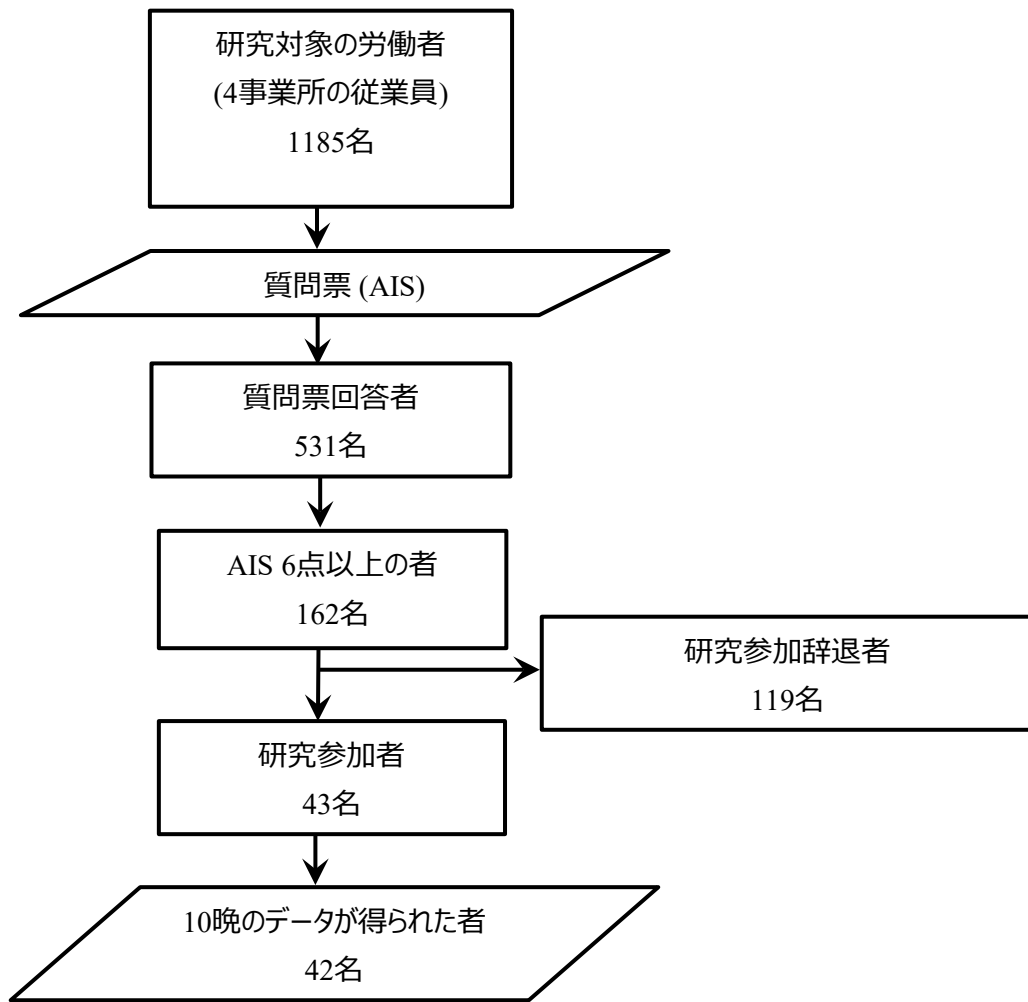 研究対象の労働者
(4事業所の従業員)
1185名
質問票 (AIS)
質問票回答者
531名
AIS 6点以上の者
162名
研究参加辞退者
119名
研究参加者
43名
10晩のデータが得られた者
42名